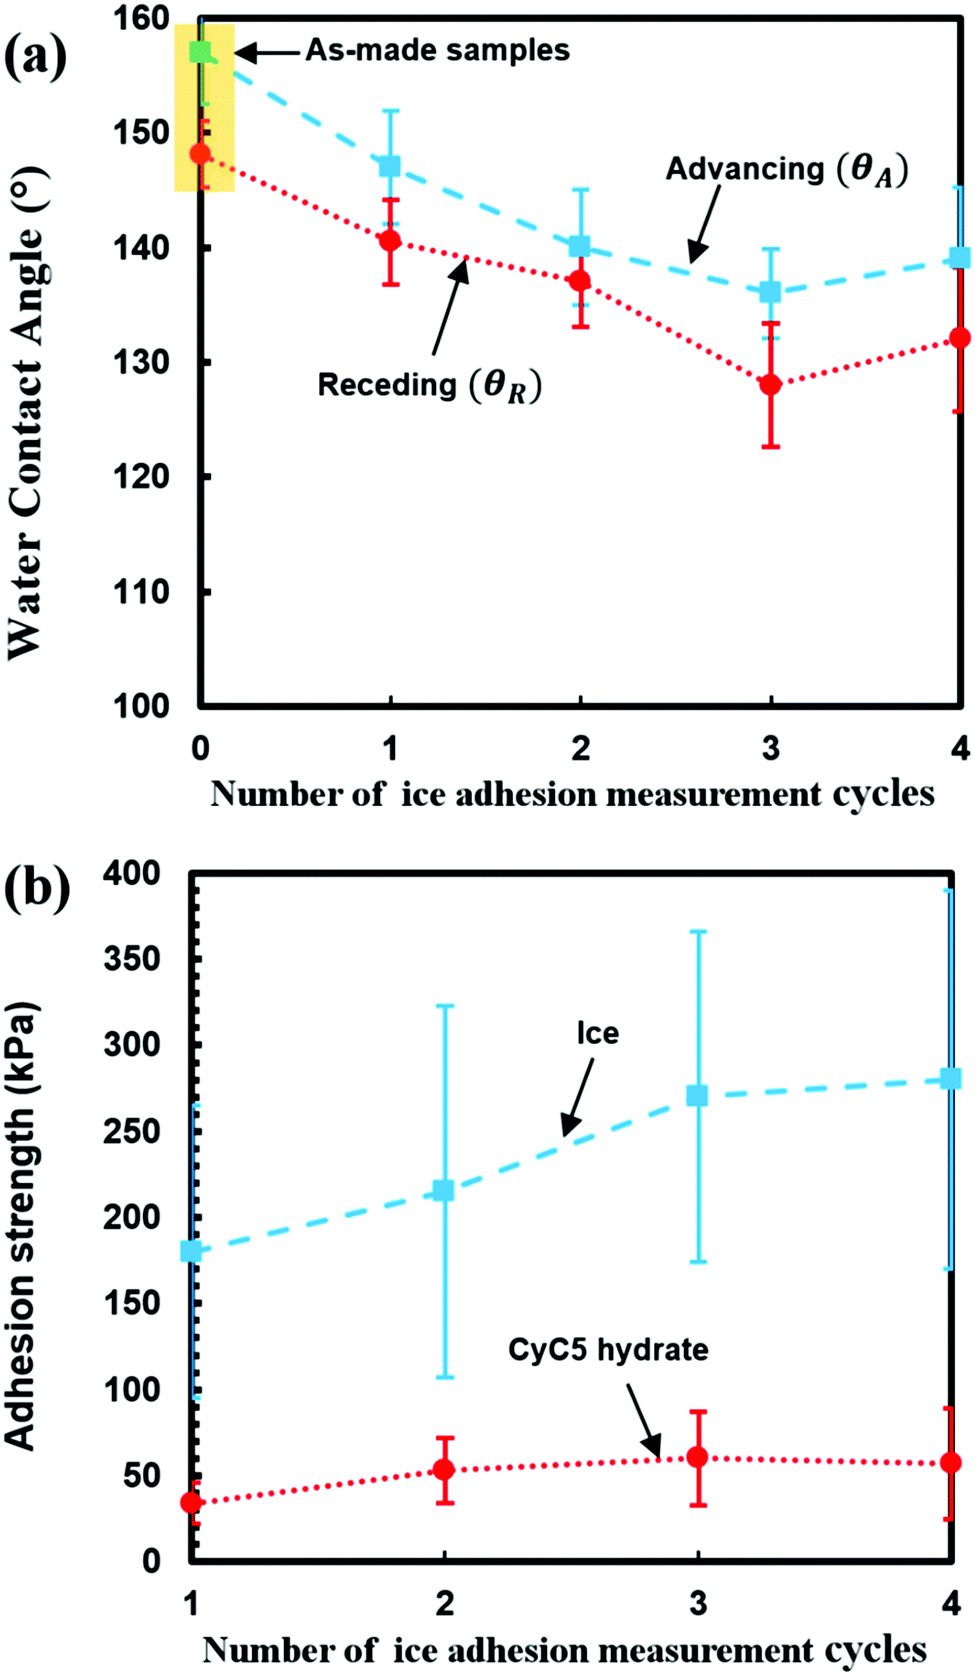 (a)
Water Contact Angle (°)
160
150
140
130
120
110
100
As-made samples
Advancing (θA)
Receding (θR)
0 1 2 3 4
Number of ice adhesion measurement cycles
(b)
Adhesion strength (kPa)
400
350
300
250
200
150
100
50
0
Ice
CyC5 hydrate
1 2 3 4
Number of ice adhesion measurement cycles